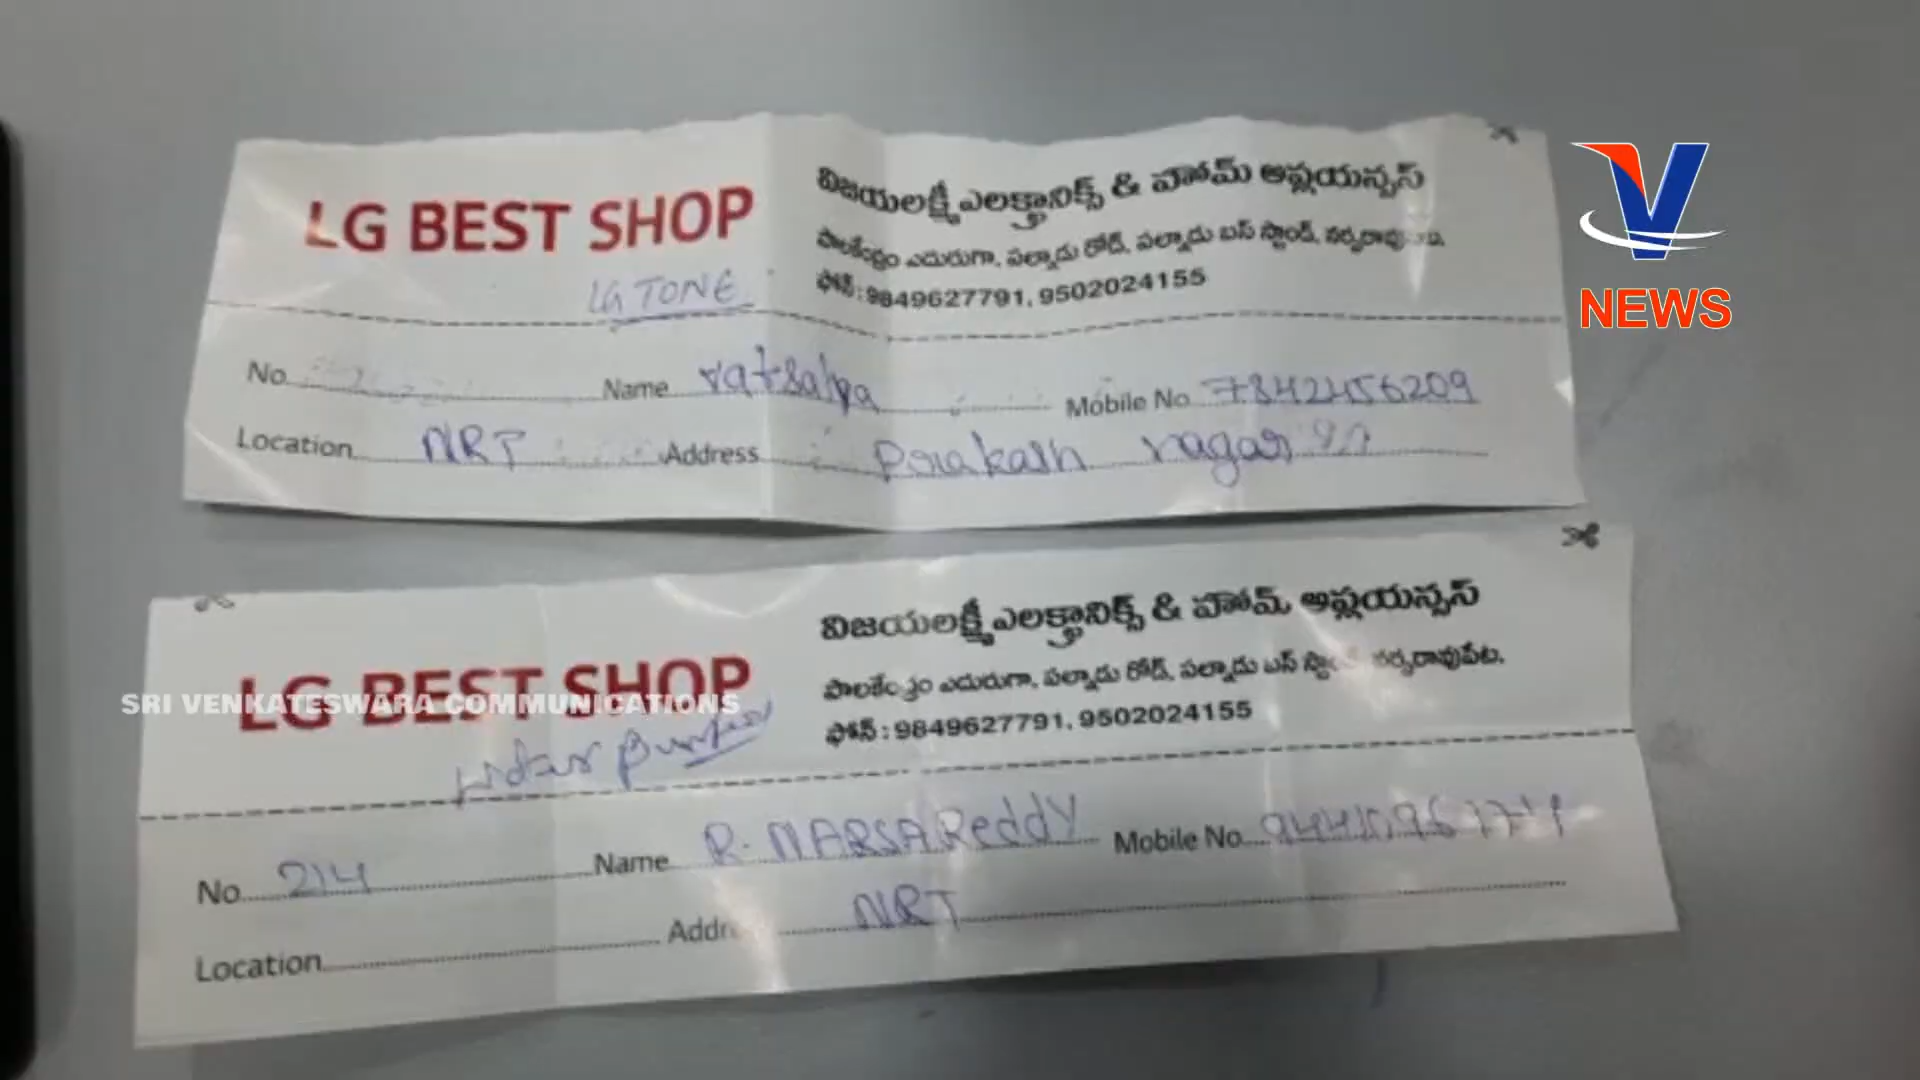 V
NEWS
LG BEST SHOP
విజయలక్ష్మీ ఎలక్ట్రానిక్స్ & హోమ్ అప్లయన్సస్
పాలకేంద్రం ఎదురుగా, పల్నాడు రోడ్, పల్నాడు బస్ స్టాండ్,
ఫోన్ : 9849627791, 9502024155
LG TONE
No Name vatsalya Mobile No 7842456209
Location NRT Address Prakash nagar
LG BEST SHOP
విజయలక్ష్మీ ఎలక్ట్రానిక్స్ & హోమ్ అప్లయన్సస్
పాలకేంద్రం ఎదురుగా, పల్నాడు రోడ్, పల్నాడు బస్ స్టాండ్, నర్సరావుపేట.
ఫోన్ : 9849627791, 9502024155
SRI VENKATESWARA COMMUNICATIONS
No 214 Name R. NARSAReddy Mobile No
Location Address NRT